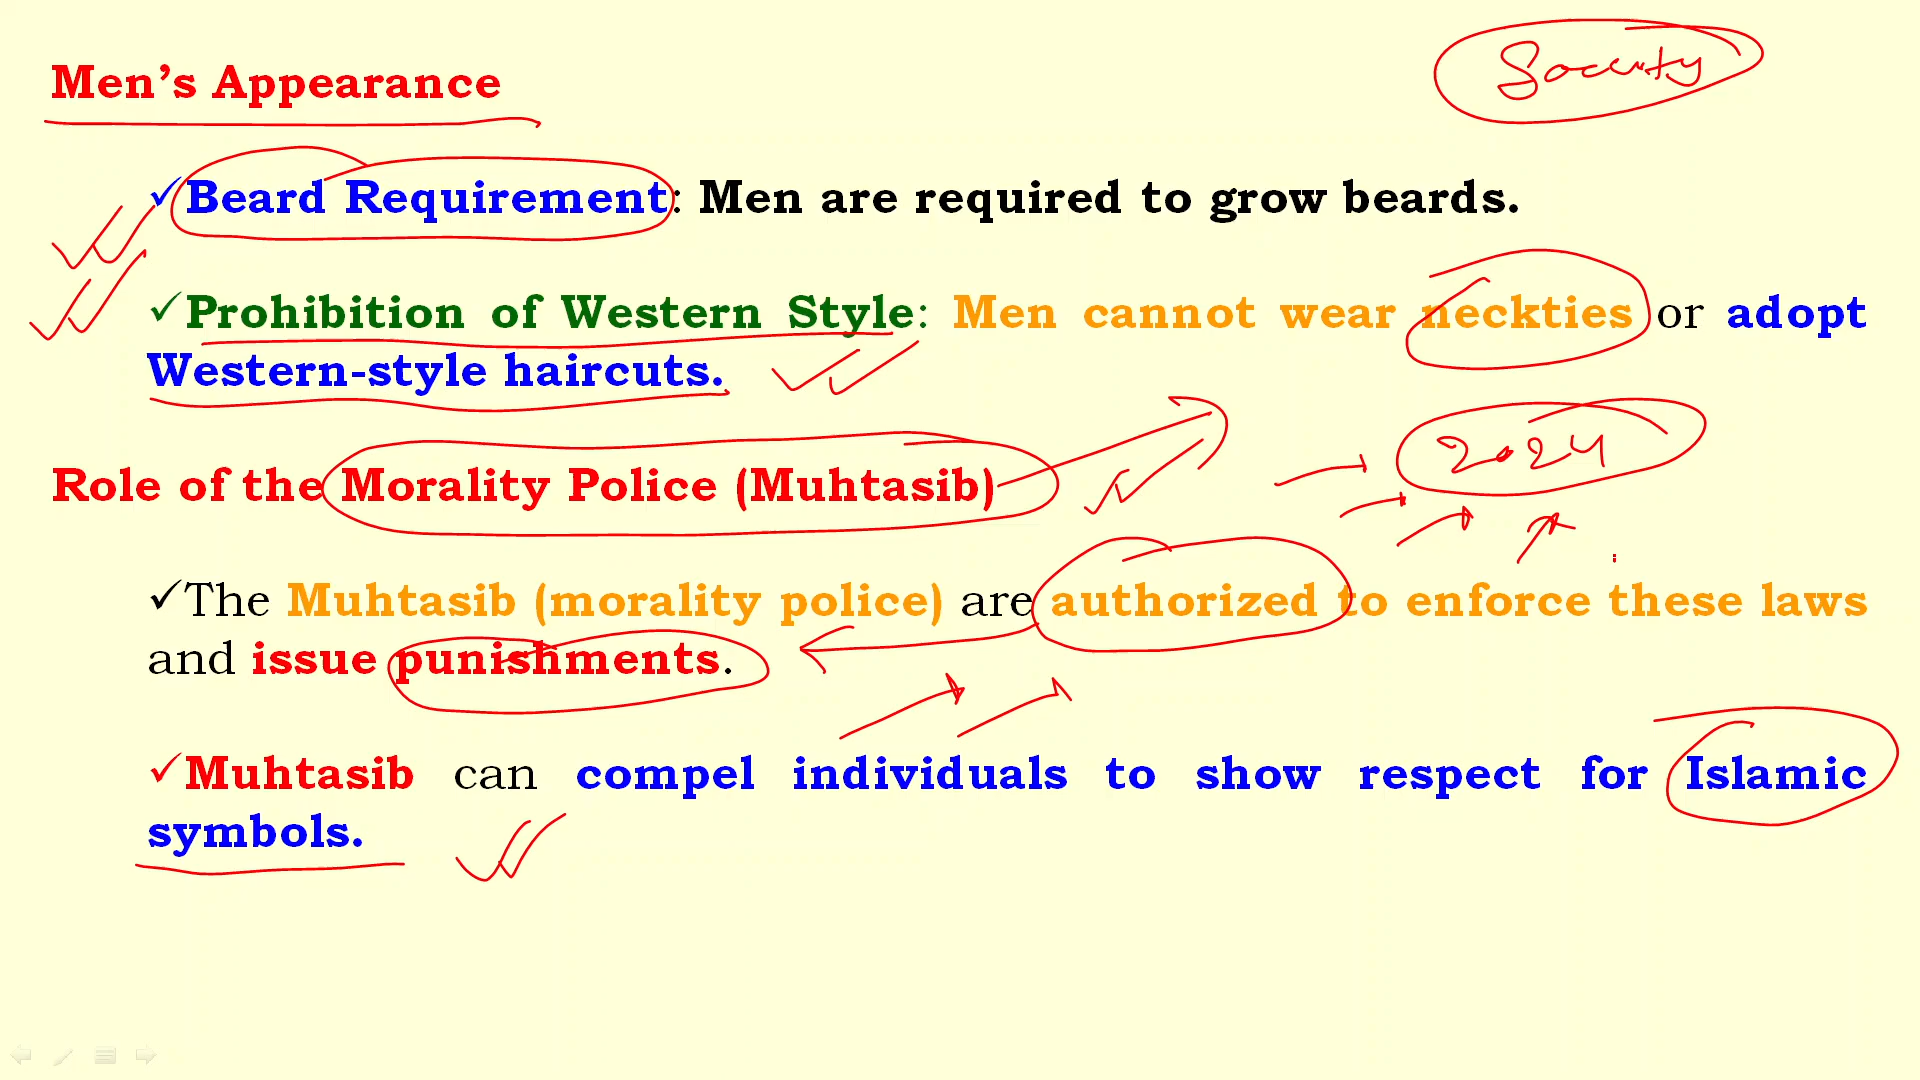 Society
Men’s Appearance
✓Beard Requirement: Men are required to grow beards.
✓Prohibition of Western Style: Men cannot wear neckties or adopt
Western-style haircuts.
2024
Role of the Morality Police (Muhtasib)
✓The Muhtasib (morality police) are authorized to enforce these laws
and issue punishments.
✓Muhtasib can compel individuals to show respect for Islamic
symbols.